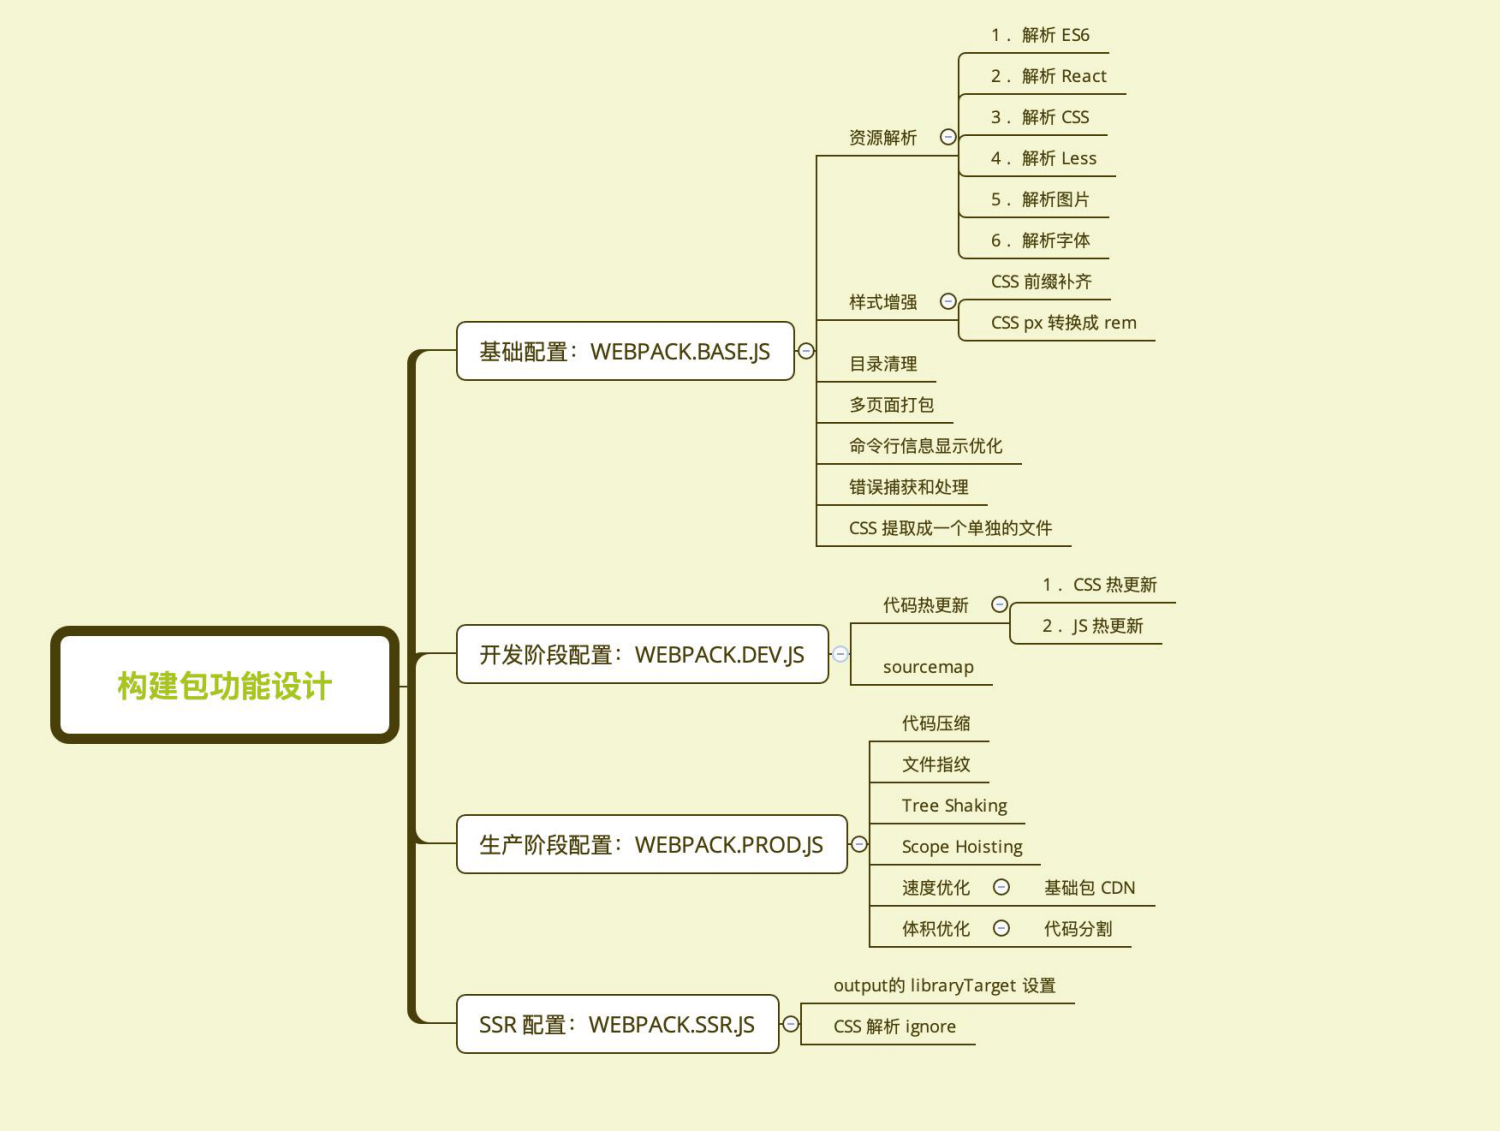 构建包功能设计
基础配置：WEBPACK.BASE.JS
资源解析
1．解析 ES6
2．解析 React
3．解析 CSS
4．解析 Less
5．解析图片
6．解析字体
样式增强
CSS 前缀补齐
CSS px 转换成 rem
目录清理
多页面打包
命令行信息显示优化
错误捕获和处理
CSS 提取成一个单独的文件
开发阶段配置：WEBPACK.DEV.JS
代码热更新
1．CSS 热更新
2．JS 热更新
sourcemap
生产阶段配置：WEBPACK.PROD.JS
代码压缩
文件指纹
Tree Shaking
Scope Hoisting
速度优化
基础包 CDN
体积优化
代码分割
SSR 配置：WEBPACK.SSR.JS
output的 libraryTarget 设置
CSS 解析 ignore